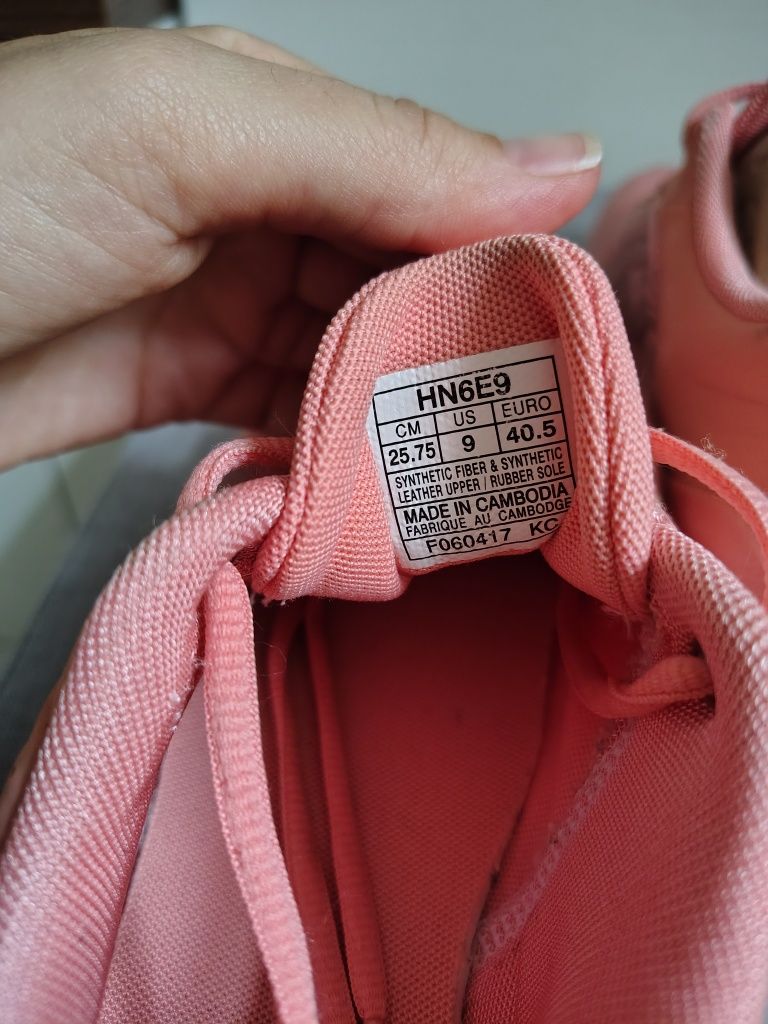 HN6E9
CM US EURO
25.75 9 40.5
SYNTHETIC FIBER & SYNTHETIC
LEATHER UPPER / RUBBER SOLE
MADE IN CAMBODIA
FABRIQUE AU CAMBODGE
F060417 KC